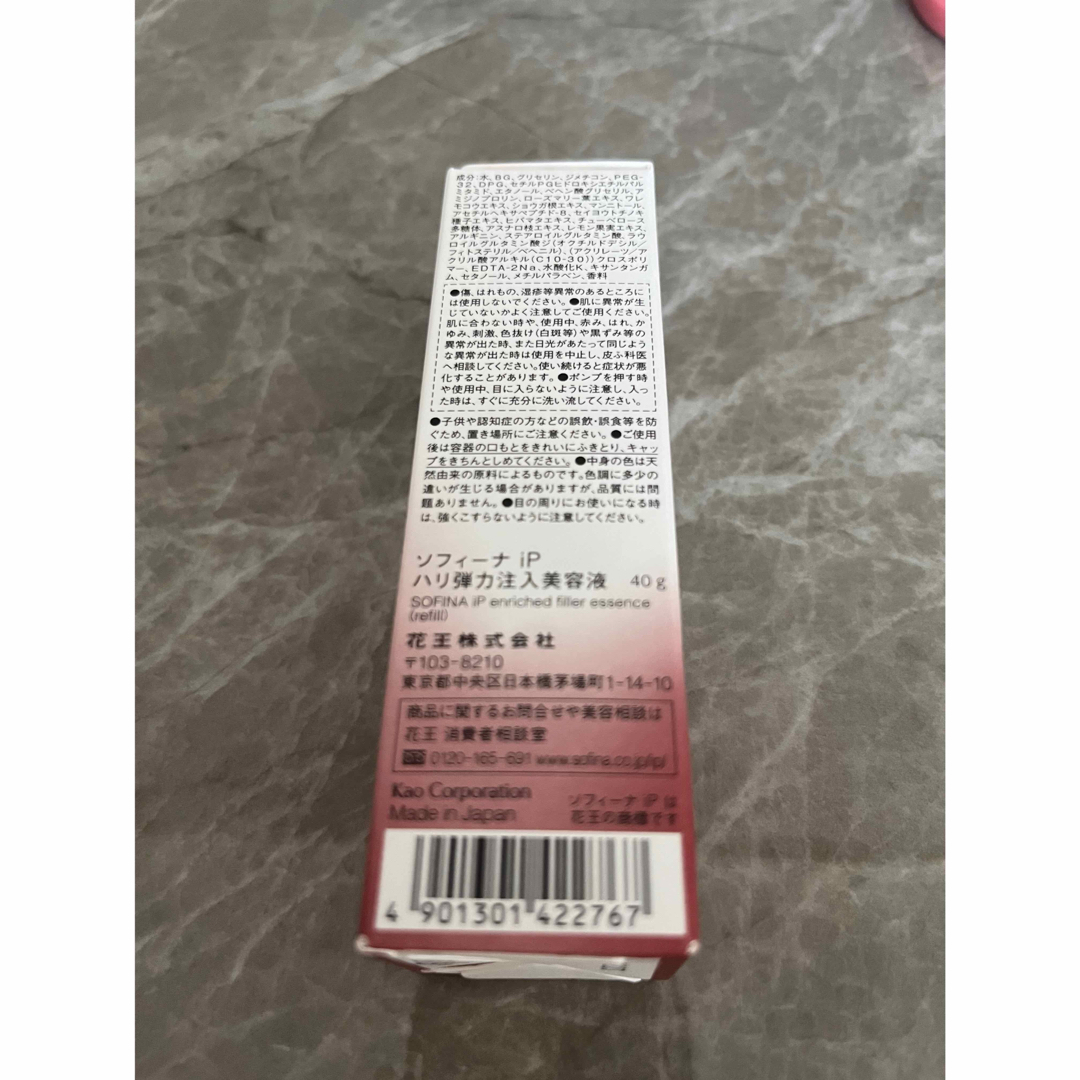 成分:水、BG、グリセリン、ジメチコン、PEG-
32、DPG、セチルPGヒドロキシエチルパル
ミタミド、エタノール、ベヘン酸グリセリル、ア
ミジノプロリン、ローズマリー葉エキス、ワレ
モコウエキス、ショウガ根エキス、マンニトール、
アセチルヘキサペプチド-8、セイヨウトチノキ
種子エキス、ヒバマタエキス、チューベロース
多糖体、アスナロ枝エキス、レモン果実エキス、
アルギニン、ステアロイルグルタミン酸、ラウ
ロイルグルタミン酸ジ(オクチルドデシル/
フィトステリル/ベヘニル)、(アクリレーツ/ア
クリル酸アルキル(C10-30))クロスポリ
マー、EDTA-2Na、水酸化K、キサンタンガ
ム、セタノール、メチルパラベン、香料
●傷、はれもの、湿疹等異常のあるところに
は使用しないでください。●肌に異常が生
じていないかよく注意してご使用ください。
肌に合わない時や、使用中、赤み、はれ、か
ゆみ、刺激、色抜け(白斑等)や黒ずみ等の
異常が出た時、また日光があたって同じよう
な異常が出た時は使用を中止し、皮ふ科医
へ相談してください。使い続けると症状が悪
化することがあります。●ポンプを押す時
や使用中、目に入らないように注意し、入っ
た時は、すぐに充分に洗い流してください。
●子供や認知症の方などの誤飲・誤食等を防
ぐため、置き場所にご注意ください。●ご使用
後は容器の口もとをきれいにふきとり、キャッ
プをきちんとしめてください。●中身の色は天
然由来の原料によるものです。色調に多少の
違いが生じる場合がありますが、品質には問
題ありません。●目の周りにお使いになる時
は、強くこすらないように注意してください。
ソフィーナ iP
ハリ弾力注入美容液 40g
SOFINA iP enriched filler essence
(refill)
花王株式会社
〒103-8210
東京都中央区日本橋茅場町1-14-10
商品に関するお問合せや美容相談は
花王 消費者相談室
0120-165-691 www.sofina.co.jp/ip/
Kao Corporation
Made in Japan
ソフィーナ iP は
花王の商標です
4 901301 422767